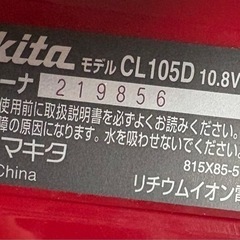 kita モデル CL105D 10.8V
ーナ 219856
使用前に取扱説明書を必ずよくお読みください。
障の原因になります。水を吸わせないでください。
マキタ
China 815X85-5
リチウムイオン